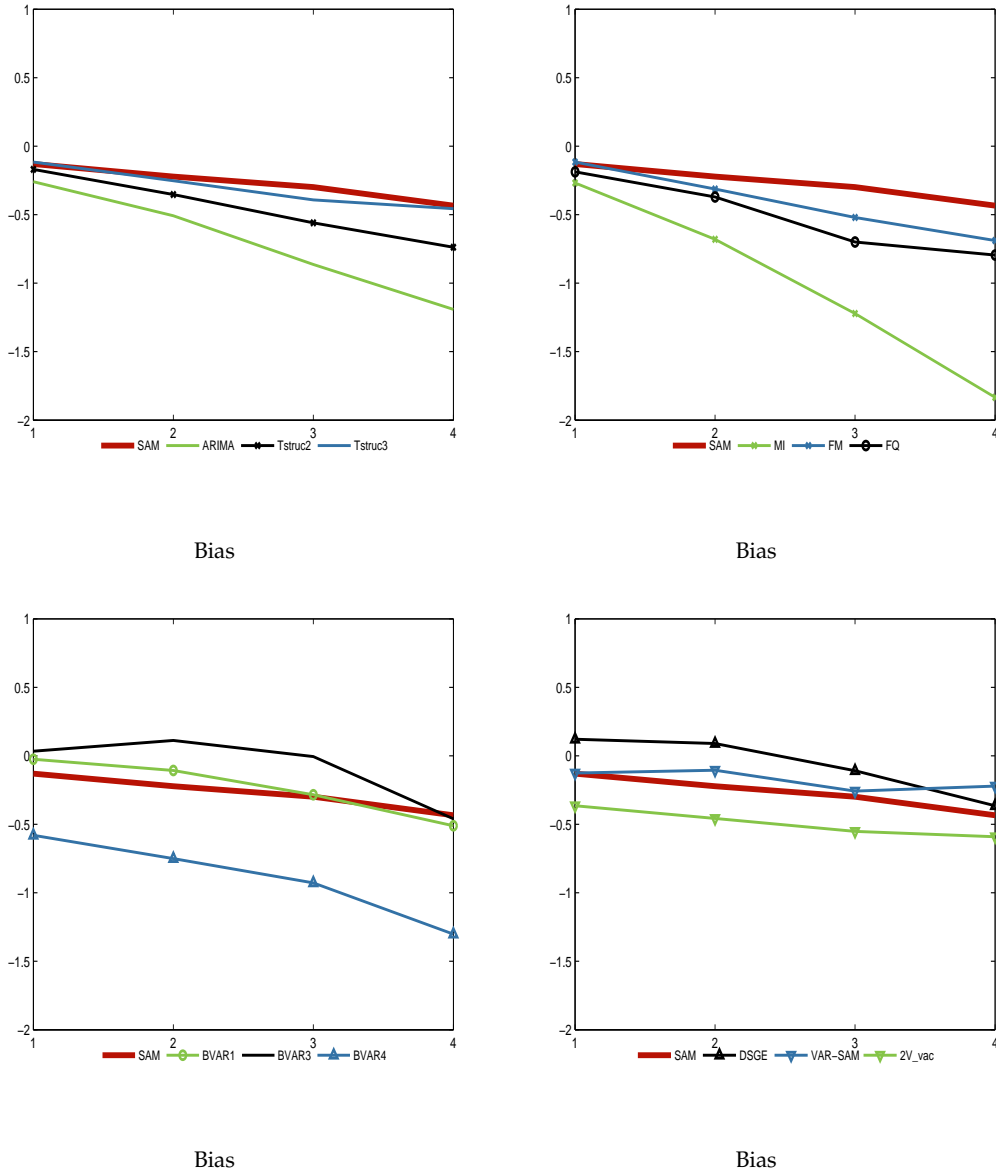 1
0.5
0
−0.5
−1
−1.5
−2
1 2 3 4
SAM ARIMA Tstruc2 Tstruc3
Bias
1
0.5
0
−0.5
−1
−1.5
−2
1 2 3 4
SAM MI FM FQ
Bias
1
0.5
0
−0.5
−1
−1.5
−2
1 2 3 4
SAM BVAR1 BVAR3 BVAR4
Bias
1
0.5
0
−0.5
−1
−1.5
−2
1 2 3 4
SAM DSGE VAR−SAM 2V_vac
Bias